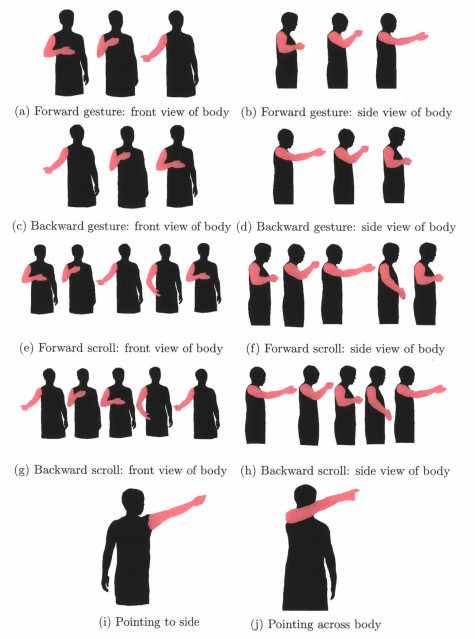 (a) Forward gesture: front view of body
(b) Forward gesture: side view of body
(c) Backward gesture: front view of body
(d) Backward gesture: side view of body
(e) Forward scroll: front view of body
(f) Forward scroll: side view of body
(g) Backward scroll: front view of body
(h) Backward scroll: side view of body
(i) Pointing to side
(j) Pointing across body